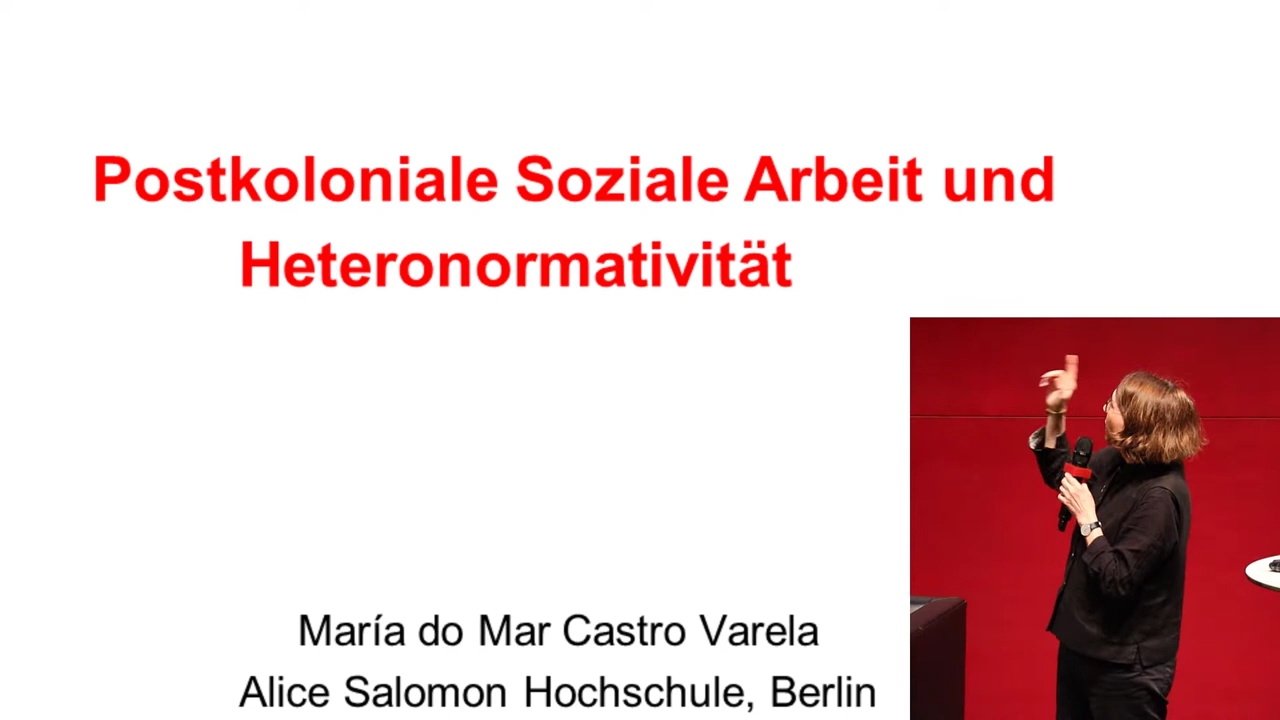 Postkoloniale Soziale Arbeit und
Heteronormativität
María do Mar Castro Varela
Alice Salomon Hochschule, Berlin